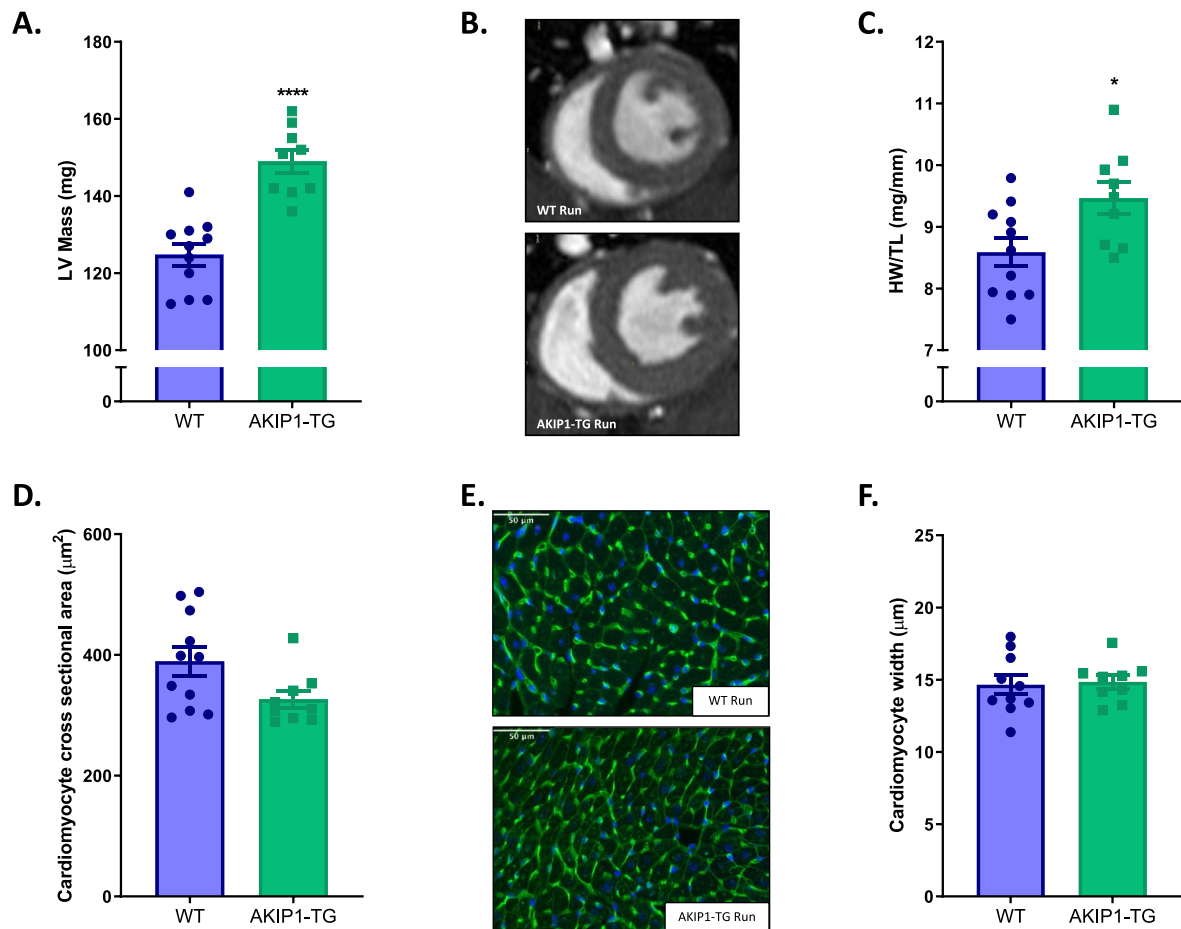 A.
LV Mass (mg)
180
160
140
120
100
0
****
WT
AKIP1-TG
B.
WT Run
AKIP1-TG Run
C.
HW/TL (mg/mm)
12
11
10
9
8
7
0
*
WT
AKIP1-TG
D.
Cardiomyocyte cross sectional area (μm²)
600
400
200
0
WT
AKIP1-TG
E.
50 μm
WT Run
50 μm
AKIP1-TG Run
F.
Cardiomyocyte width (μm)
25
20
15
10
5
0
WT
AKIP1-TG